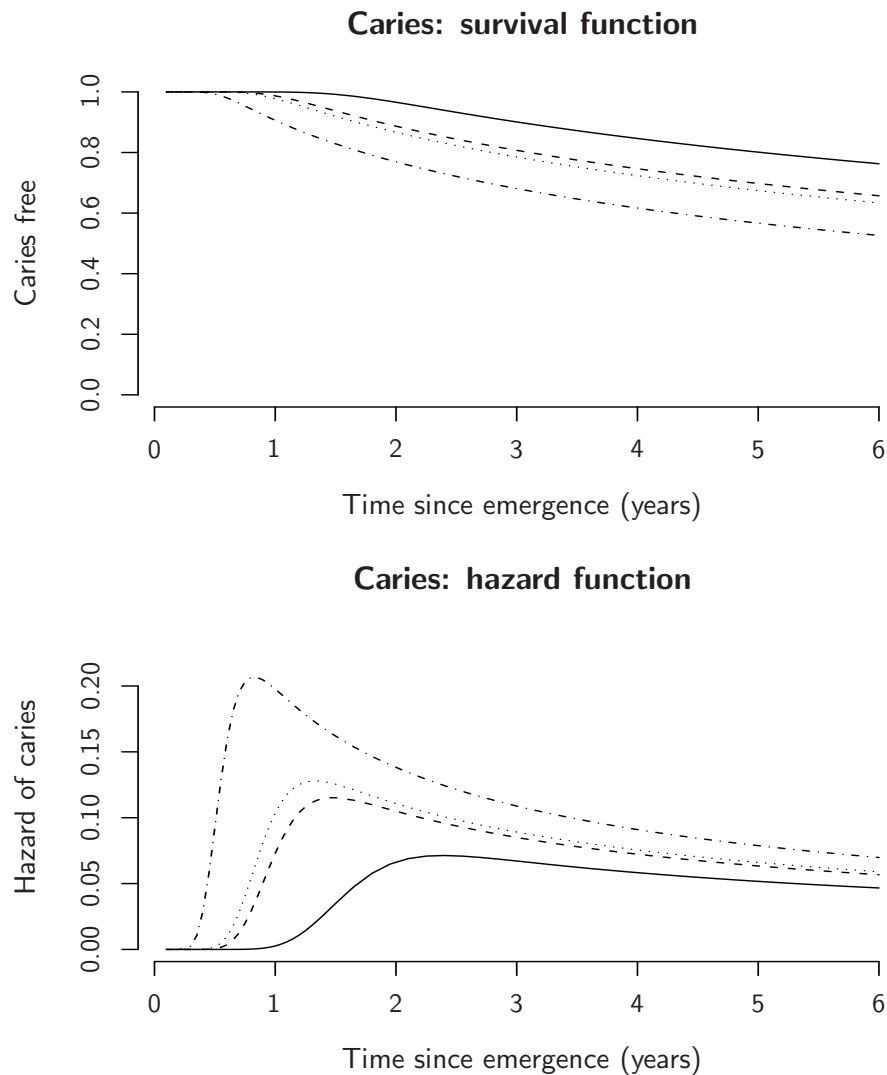 Caries: survival function
Caries free
0.0 0.2 0.4 0.6 0.8 1.0
0 1 2 3 4 5 6
Time since emergence (years)
Caries: hazard function
Hazard of caries
0.00 0.05 0.10 0.15 0.20
0 1 2 3 4 5 6
Time since emergence (years)